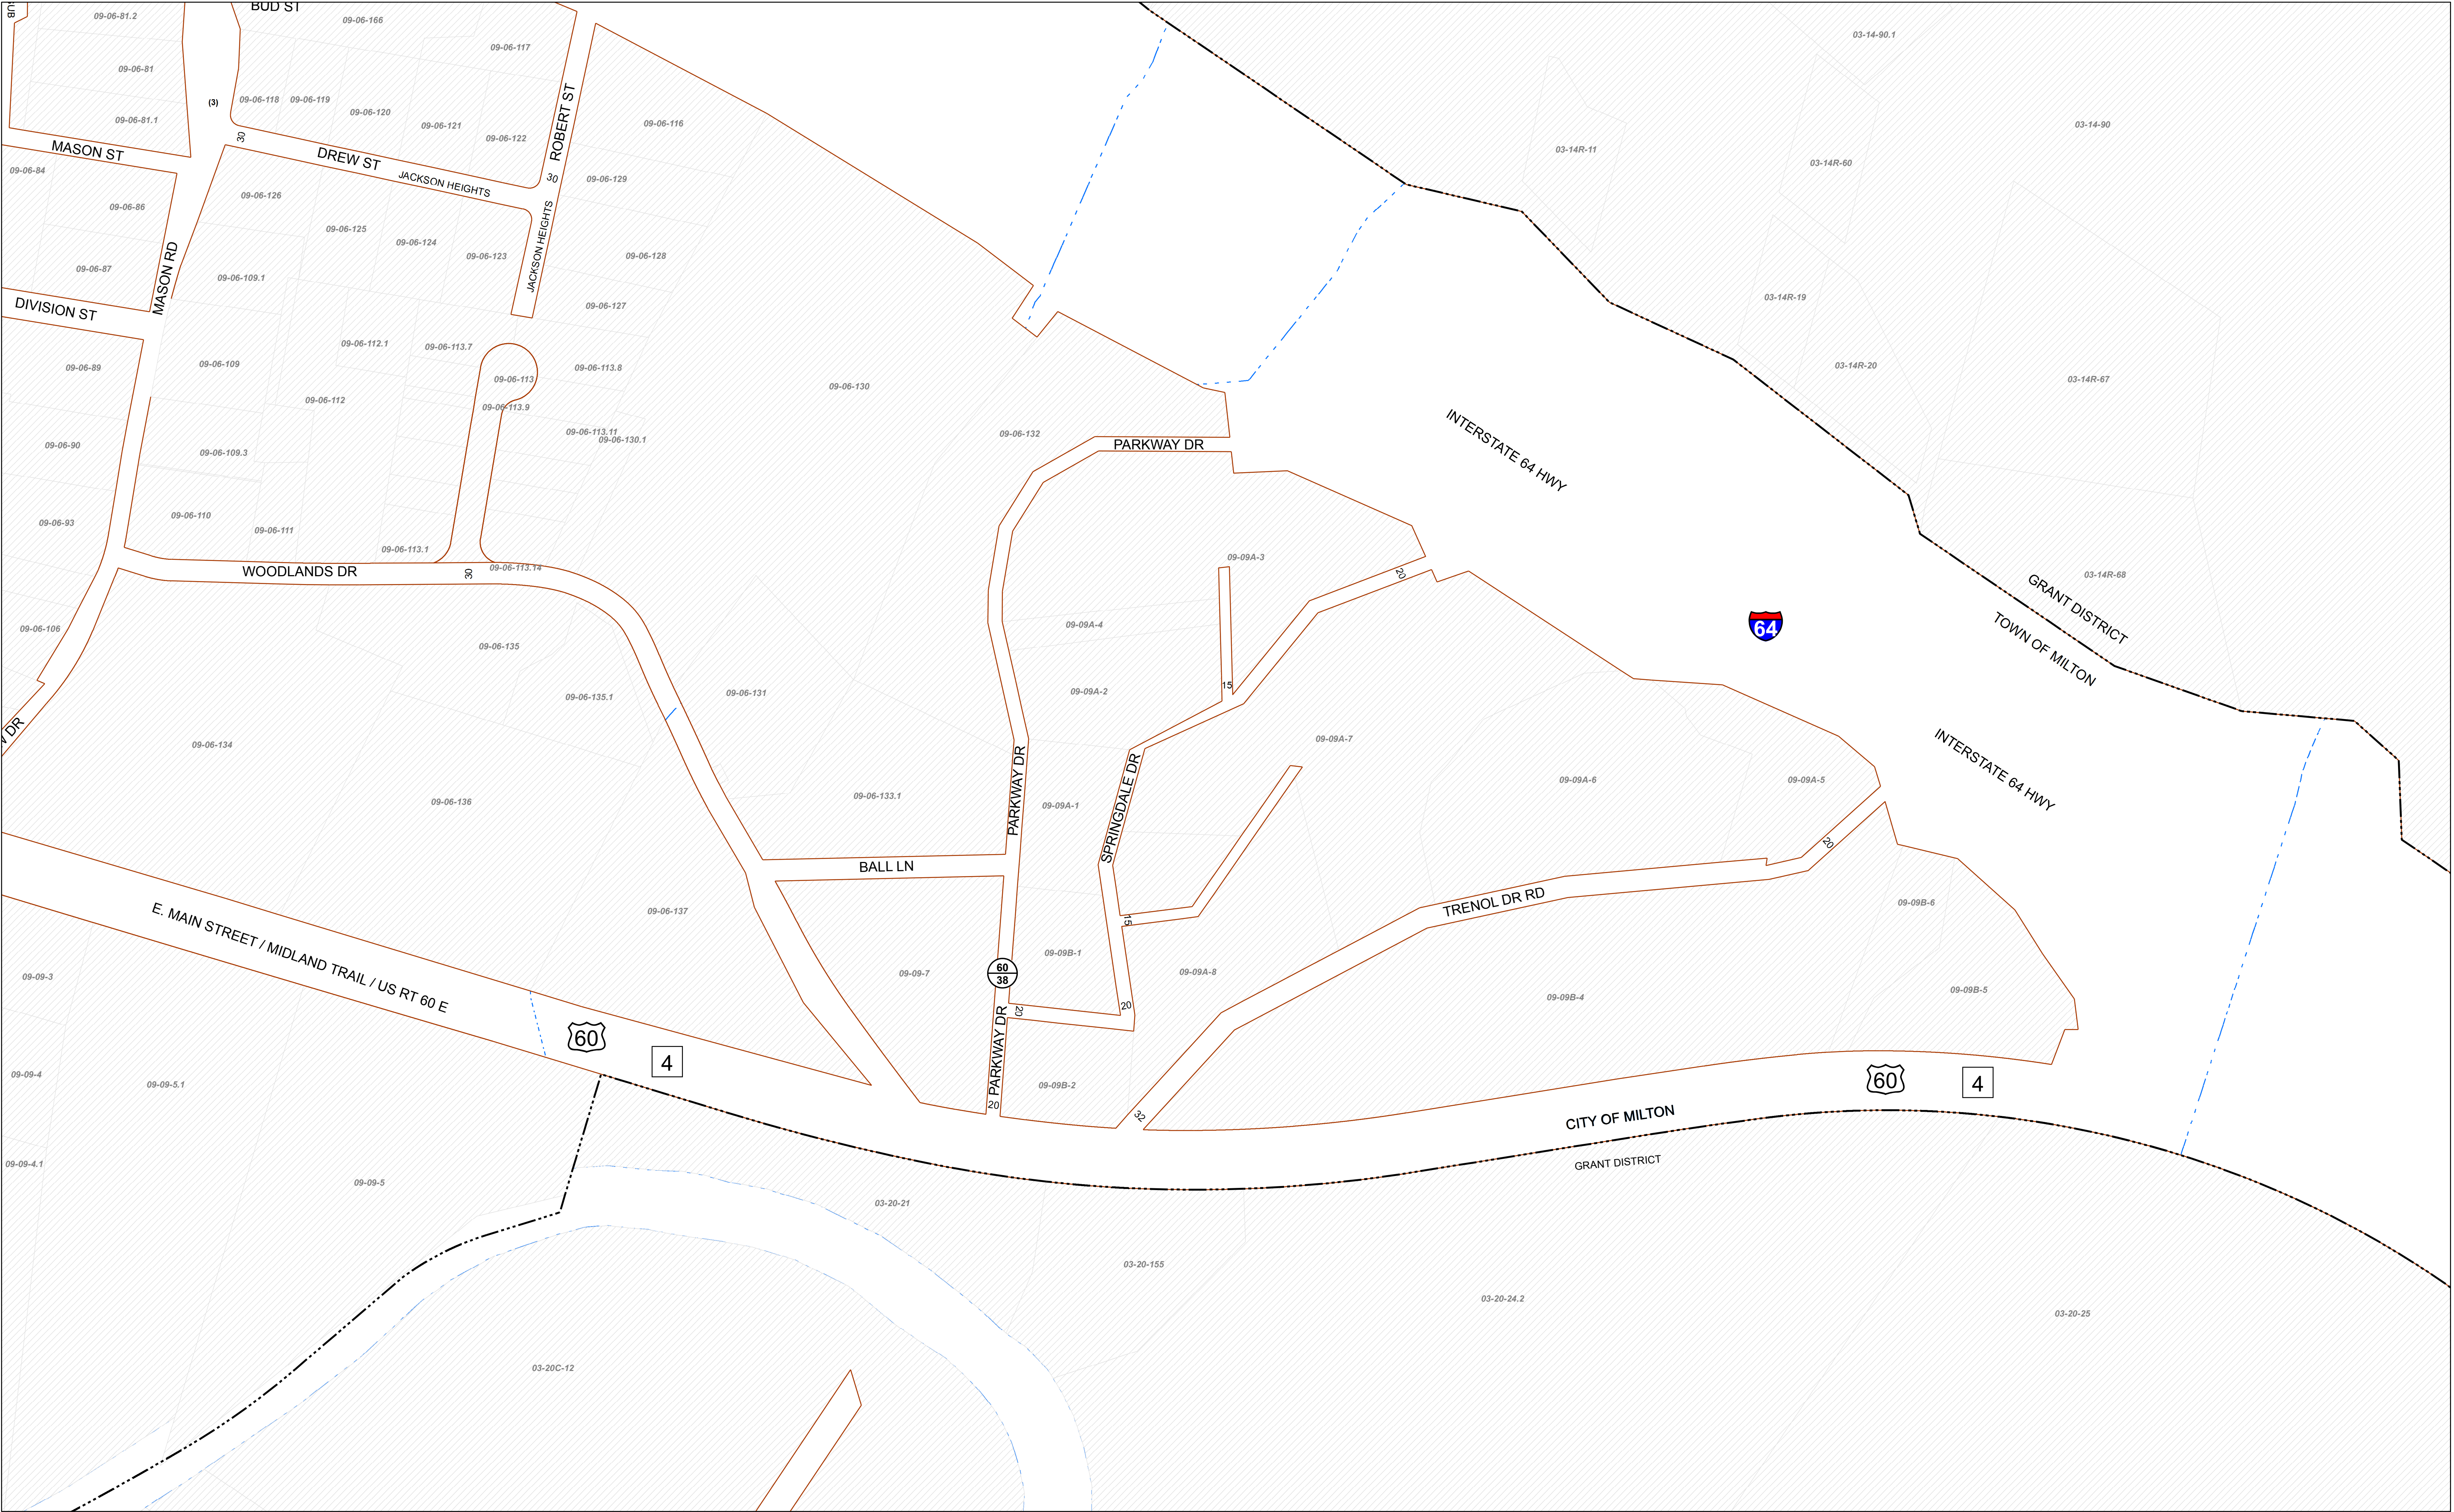 UB
09-06-81.2
BUD ST
09-06-166
09-06-117
03-14-90.1
09-06-81
(3)
09-06-118
09-06-119
09-06-120
09-06-121
09-06-122
ROBERT ST
09-06-116
03-14-90
09-06-81.1
30
MASON ST
DREW ST
JACKSON HEIGHTS
30
03-14R-11
03-14R-60
09-06-84
09-06-129
09-06-126
09-06-86
09-06-125
09-06-124
09-06-123
JACKSON HEIGHTS
09-06-128
09-06-87
MASON RD
09-06-109.1
03-14R-19
DIVISION ST
09-06-127
09-06-112.1
09-06-113.7
09-06-89
09-06-109
09-06-113.8
03-14R-20
09-06-113
03-14R-67
09-06-130
09-06-112
09-06-113.9
09-06-113.11
09-06-130.1
09-06-132
PARKWAY DR
INTERSTATE 64 HWY
09-06-90
09-06-109.3
09-06-93
09-06-110
09-06-111
09-06-113.1
09-06-113.14
WOODLANDS DR
30
09-09A-3
20
03-14R-68
GRANT DISTRICT
TOWN OF MILTON
64
09-06-106
09-09A-4
09-06-135
09-06-135.1
09-06-131
09-09A-2
15
W DR
09-06-134
09-09A-7
INTERSTATE 64 HWY
09-06-136
09-06-133.1
PARKWAY DR
09-09A-1
SPRINGDALE DR
09-09A-6
09-09A-5
BALL LN
20
09-06-137
TRENOL DR RD
09-09B-6
15
E. MAIN STREET / MIDLAND TRAIL / US RT 60 E
09-09-3
09-09-7
60
38
09-09B-1
09-09A-8
09-09B-4
09-09B-5
20
20
60
4
PARKWAY DR
09-09-4
09-09-5.1
09-09B-2
60
4
20
32
CITY OF MILTON
GRANT DISTRICT
09-09-4.1
09-09-5
03-20-21
03-20-155
03-20-24.2
03-20-25
03-20C-12